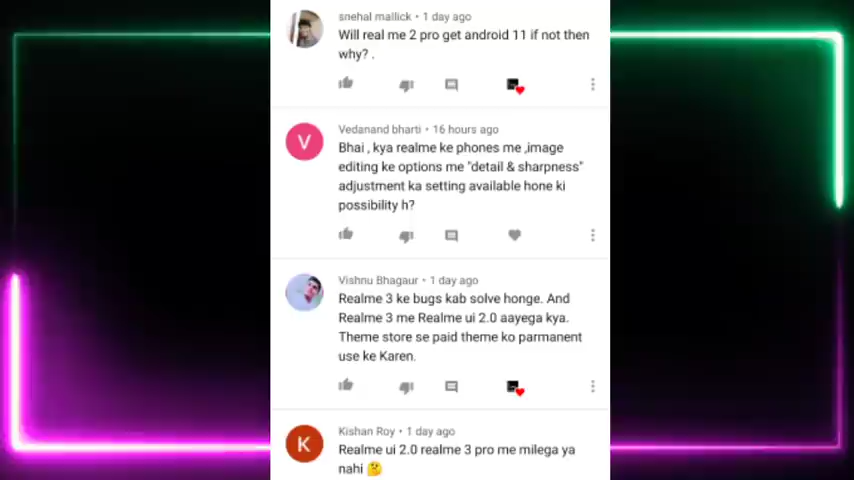 snehal mallick • 1 day ago
Will real me 2 pro get android 11 if not then
why? .
V
Vedanand bharti • 16 hours ago
Bhai , kya realme ke phones me ,image
editing ke options me "detail & sharpness"
adjustment ka setting available hone ki
possibility h?
Vishnu Bhagaur • 1 day ago
Realme 3 ke bugs kab solve honge. And
Realme 3 me Realme ui 2.0 aayega kya.
Theme store se paid theme ko parmanent
use ke Karen.
K
Kishan Roy • 1 day ago
Realme ui 2.0 realme 3 pro me milega ya
nahi 🤔